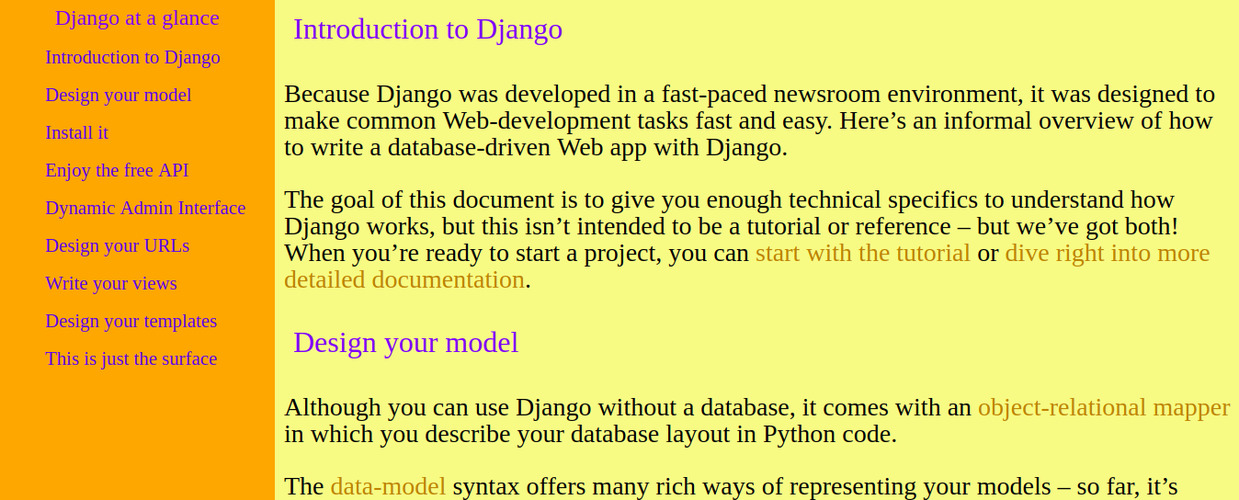 Django at a glance
Introduction to Django
Design your model
Install it
Enjoy the free API
Dynamic Admin Interface
Design your URLs
Write your views
Design your templates
This is just the surface
Introduction to Django
Because Django was developed in a fast-paced newsroom environment, it was designed to
make common Web-development tasks fast and easy. Here’s an informal overview of how
to write a database-driven Web app with Django.
The goal of this document is to give you enough technical specifics to understand how
Django works, but this isn’t intended to be a tutorial or reference – but we’ve got both!
When you’re ready to start a project, you can start with the tutorial or dive right into more
detailed documentation.
Design your model
Although you can use Django without a database, it comes with an object-relational mapper
in which you describe your database layout in Python code.
The data-model syntax offers many rich ways of representing your models – so far, it’s